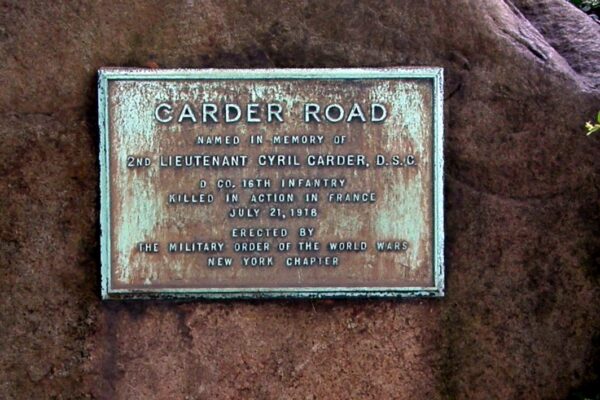 CARDER ROAD
NAMED IN MEMORY OF
2ND LIEUTENANT CYRIL CARDER, D.S.C.
D CO. 16TH INFANTRY
KILLED IN ACTION IN FRANCE
JULY 21, 1918
ERECTED BY
THE MILITARY ORDER OF THE WORLD WARS
NEW YORK CHAPTER